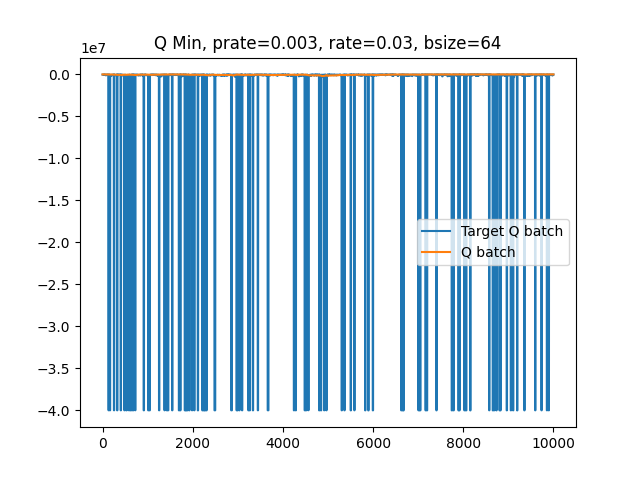 Q Min, prate=0.003, rate=0.03, bsize=64
1e7
0.0
−0.5
−1.0
−1.5
−2.0
−2.5
−3.0
−3.5
−4.0
Target Q batch
Q batch
0 2000 4000 6000 8000 10000